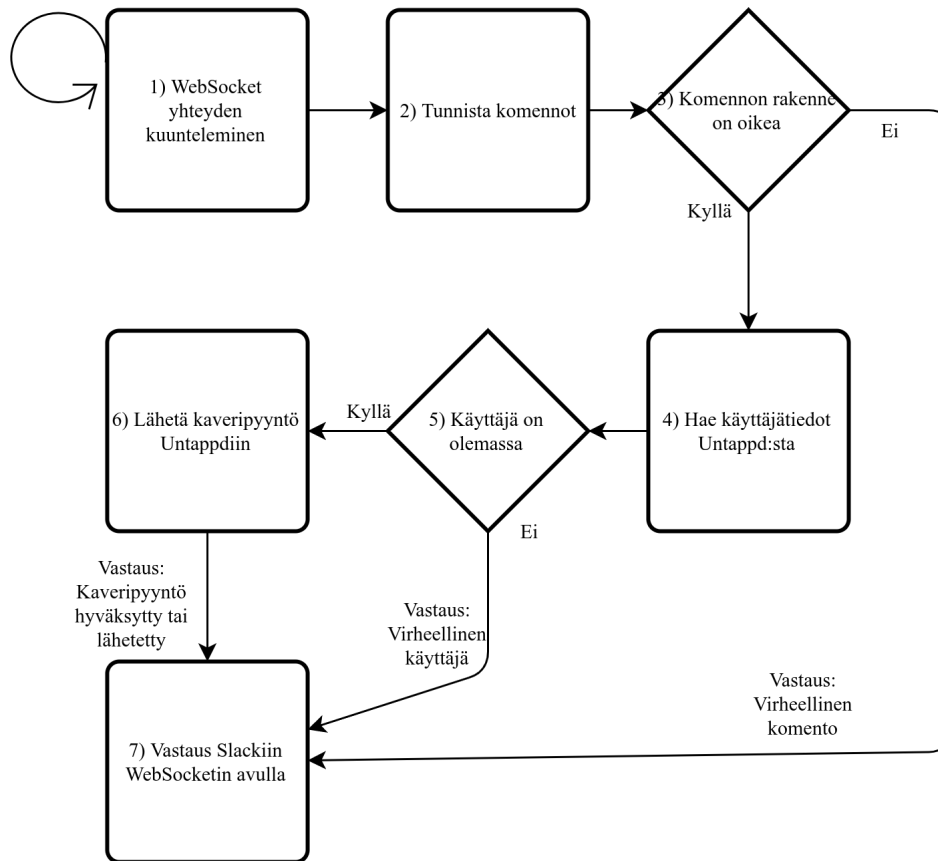 1) WebSocket
yhteyden
kuunteleminen
2) Tunnista komennot
3) Komennon rakenne
on oikea
Ei
Kyllä
6) Lähetä kaveripyyntö
Untappdiin
Kyllä
5) Käyttäjä on
olemassa
4) Hae käyttäjätiedot
Untappd:sta
Ei
Vastaus:
Kaveripyyntö
hyväksytty tai
lähetetty
Vastaus:
Virheellinen
käyttäjä
Vastaus:
Virheellinen
komento
7) Vastaus Slackiin
WebSocketin avulla